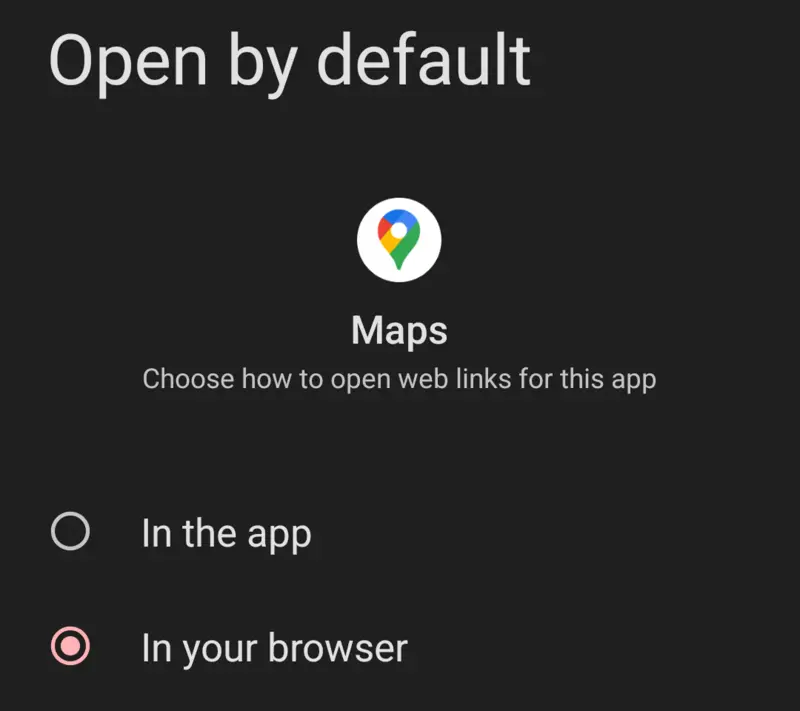 Open by default
Maps
Choose how to open web links for this app
In the app
In your browser